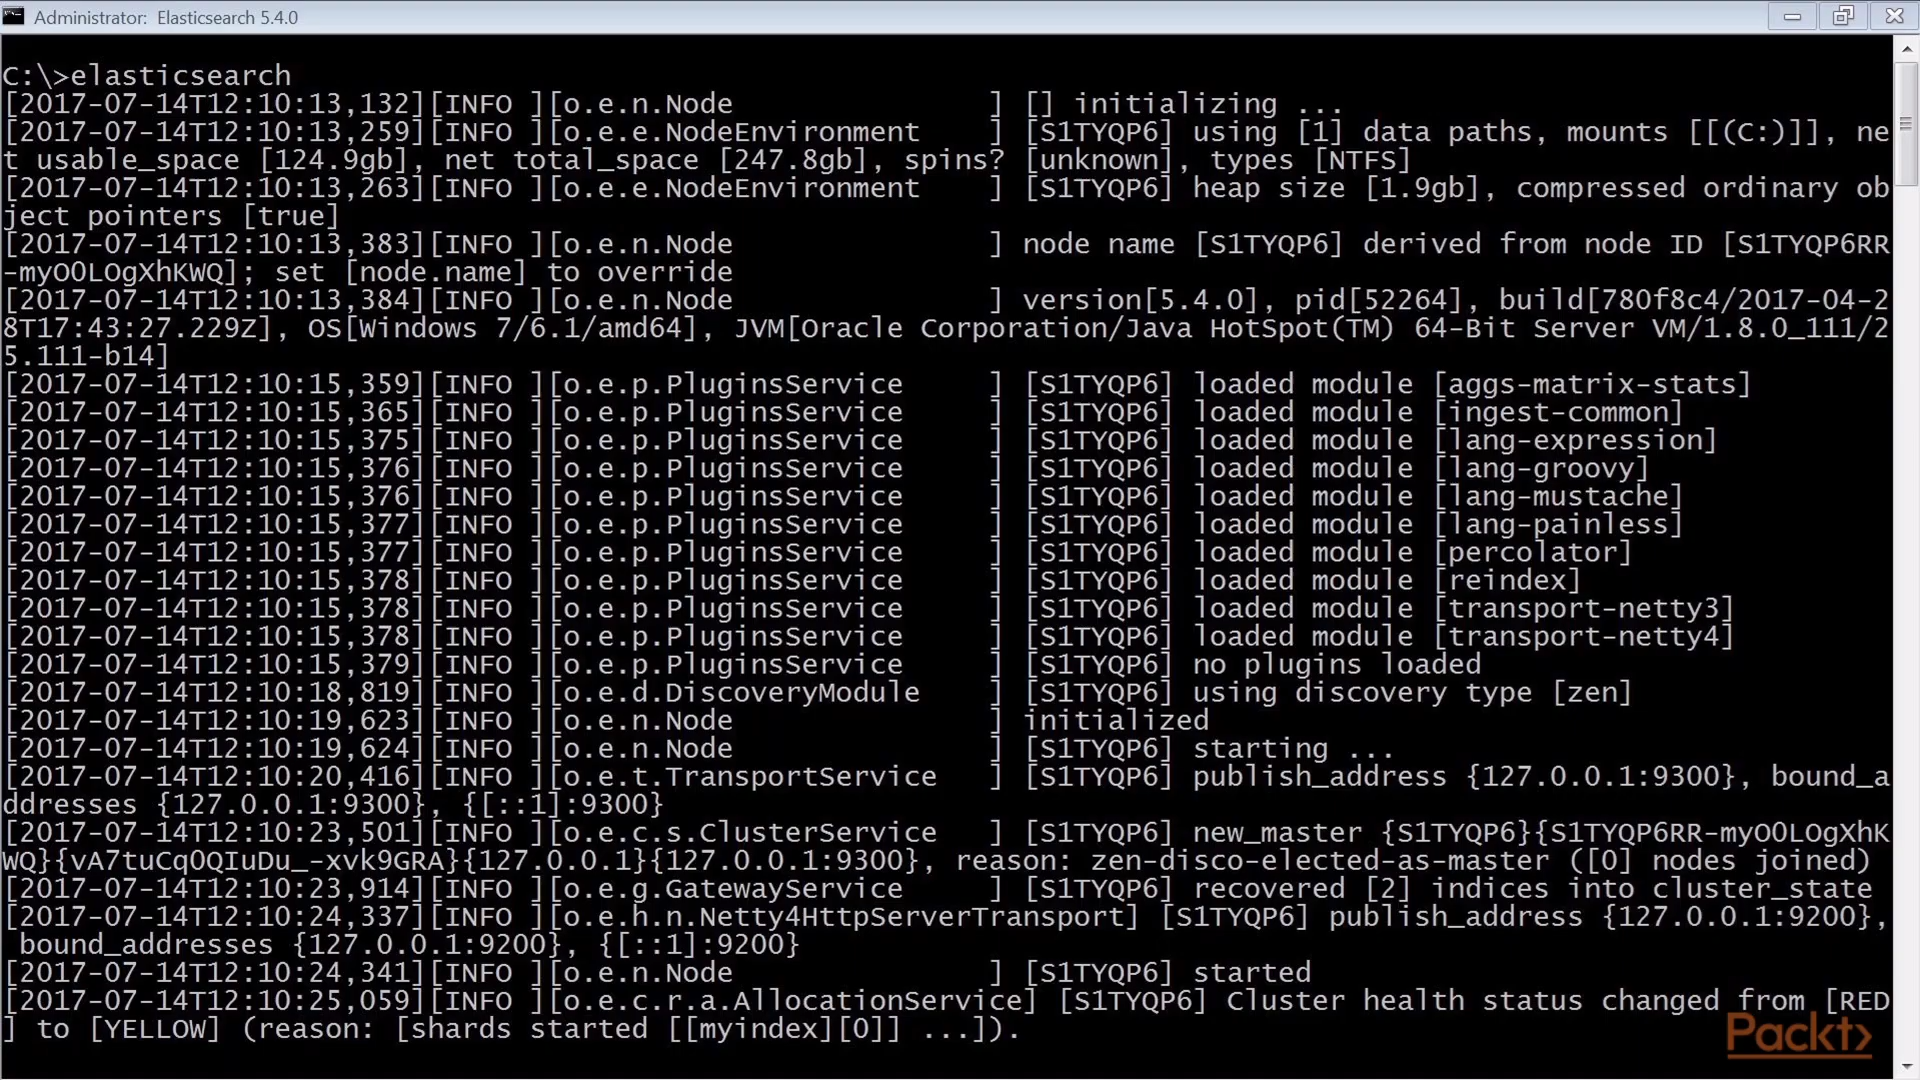 Administrator: Elasticsearch 5.4.0
C:\>elasticsearch
[2017-07-14T12:10:13,132][INFO ][o.e.n.Node               ] [] initializing ...
[2017-07-14T12:10:13,259][INFO ][o.e.e.NodeEnvironment    ] [S1TYQP6] using [1] data paths, mounts [[(C:)]], ne
t usable_space [124.9gb], net total_space [247.8gb], spins? [unknown], types [NTFS]
[2017-07-14T12:10:13,263][INFO ][o.e.e.NodeEnvironment    ] [S1TYQP6] heap size [1.9gb], compressed ordinary ob
ject pointers [true]
[2017-07-14T12:10:13,383][INFO ][o.e.n.Node               ] node name [S1TYQP6] derived from node ID [S1TYQP6RR
-myO0LOgXhKWQ]; set [node.name] to override
[2017-07-14T12:10:13,384][INFO ][o.e.n.Node               ] version[5.4.0], pid[52264], build[780f8c4/2017-04-2
8T17:43:27.229Z], OS[Windows 7/6.1/amd64], JVM[Oracle Corporation/Java HotSpot(TM) 64-Bit Server VM/1.8.0_111/2
5.111-b14]
[2017-07-14T12:10:15,359][INFO ][o.e.p.PluginsService     ] [S1TYQP6] loaded module [aggs-matrix-stats]
[2017-07-14T12:10:15,365][INFO ][o.e.p.PluginsService     ] [S1TYQP6] loaded module [ingest-common]
[2017-07-14T12:10:15,375][INFO ][o.e.p.PluginsService     ] [S1TYQP6] loaded module [lang-expression]
[2017-07-14T12:10:15,376][INFO ][o.e.p.PluginsService     ] [S1TYQP6] loaded module [lang-groovy]
[2017-07-14T12:10:15,376][INFO ][o.e.p.PluginsService     ] [S1TYQP6] loaded module [lang-mustache]
[2017-07-14T12:10:15,377][INFO ][o.e.p.PluginsService     ] [S1TYQP6] loaded module [lang-painless]
[2017-07-14T12:10:15,377][INFO ][o.e.p.PluginsService     ] [S1TYQP6] loaded module [percolator]
[2017-07-14T12:10:15,378][INFO ][o.e.p.PluginsService     ] [S1TYQP6] loaded module [reindex]
[2017-07-14T12:10:15,378][INFO ][o.e.p.PluginsService     ] [S1TYQP6] loaded module [transport-netty3]
[2017-07-14T12:10:15,378][INFO ][o.e.p.PluginsService     ] [S1TYQP6] loaded module [transport-netty4]
[2017-07-14T12:10:15,379][INFO ][o.e.p.PluginsService     ] [S1TYQP6] no plugins loaded
[2017-07-14T12:10:18,819][INFO ][o.e.d.DiscoveryModule    ] [S1TYQP6] using discovery type [zen]
[2017-07-14T12:10:19,623][INFO ][o.e.n.Node               ] initialized
[2017-07-14T12:10:19,624][INFO ][o.e.n.Node               ] [S1TYQP6] starting ...
[2017-07-14T12:10:20,416][INFO ][o.e.t.TransportService   ] [S1TYQP6] publish_address {127.0.0.1:9300}, bound_a
ddresses {127.0.0.1:9300}, {[::1]:9300}
[2017-07-14T12:10:23,501][INFO ][o.e.c.s.ClusterService   ] [S1TYQP6] new_master {S1TYQP6}{S1TYQP6RR-myO0LOgXhK
WQ}{vA7tuCq0QIuDu_-xvk9GRA}{127.0.0.1}{127.0.0.1:9300}, reason: zen-disco-elected-as-master ([0] nodes joined)
[2017-07-14T12:10:23,914][INFO ][o.e.g.GatewayService     ] [S1TYQP6] recovered [2] indices into cluster_state
[2017-07-14T12:10:24,337][INFO ][o.e.h.n.Netty4HttpServerTransport] [S1TYQP6] publish_address {127.0.0.1:9200},
 bound_addresses {127.0.0.1:9200}, {[::1]:9200}
[2017-07-14T12:10:24,341][INFO ][o.e.n.Node               ] [S1TYQP6] started
[2017-07-14T12:10:25,059][INFO ][o.e.c.r.a.AllocationService] [S1TYQP6] Cluster health status changed from [RED
] to [YELLOW] (reason: [shards started [[myindex][0]] ...]).
Packt>